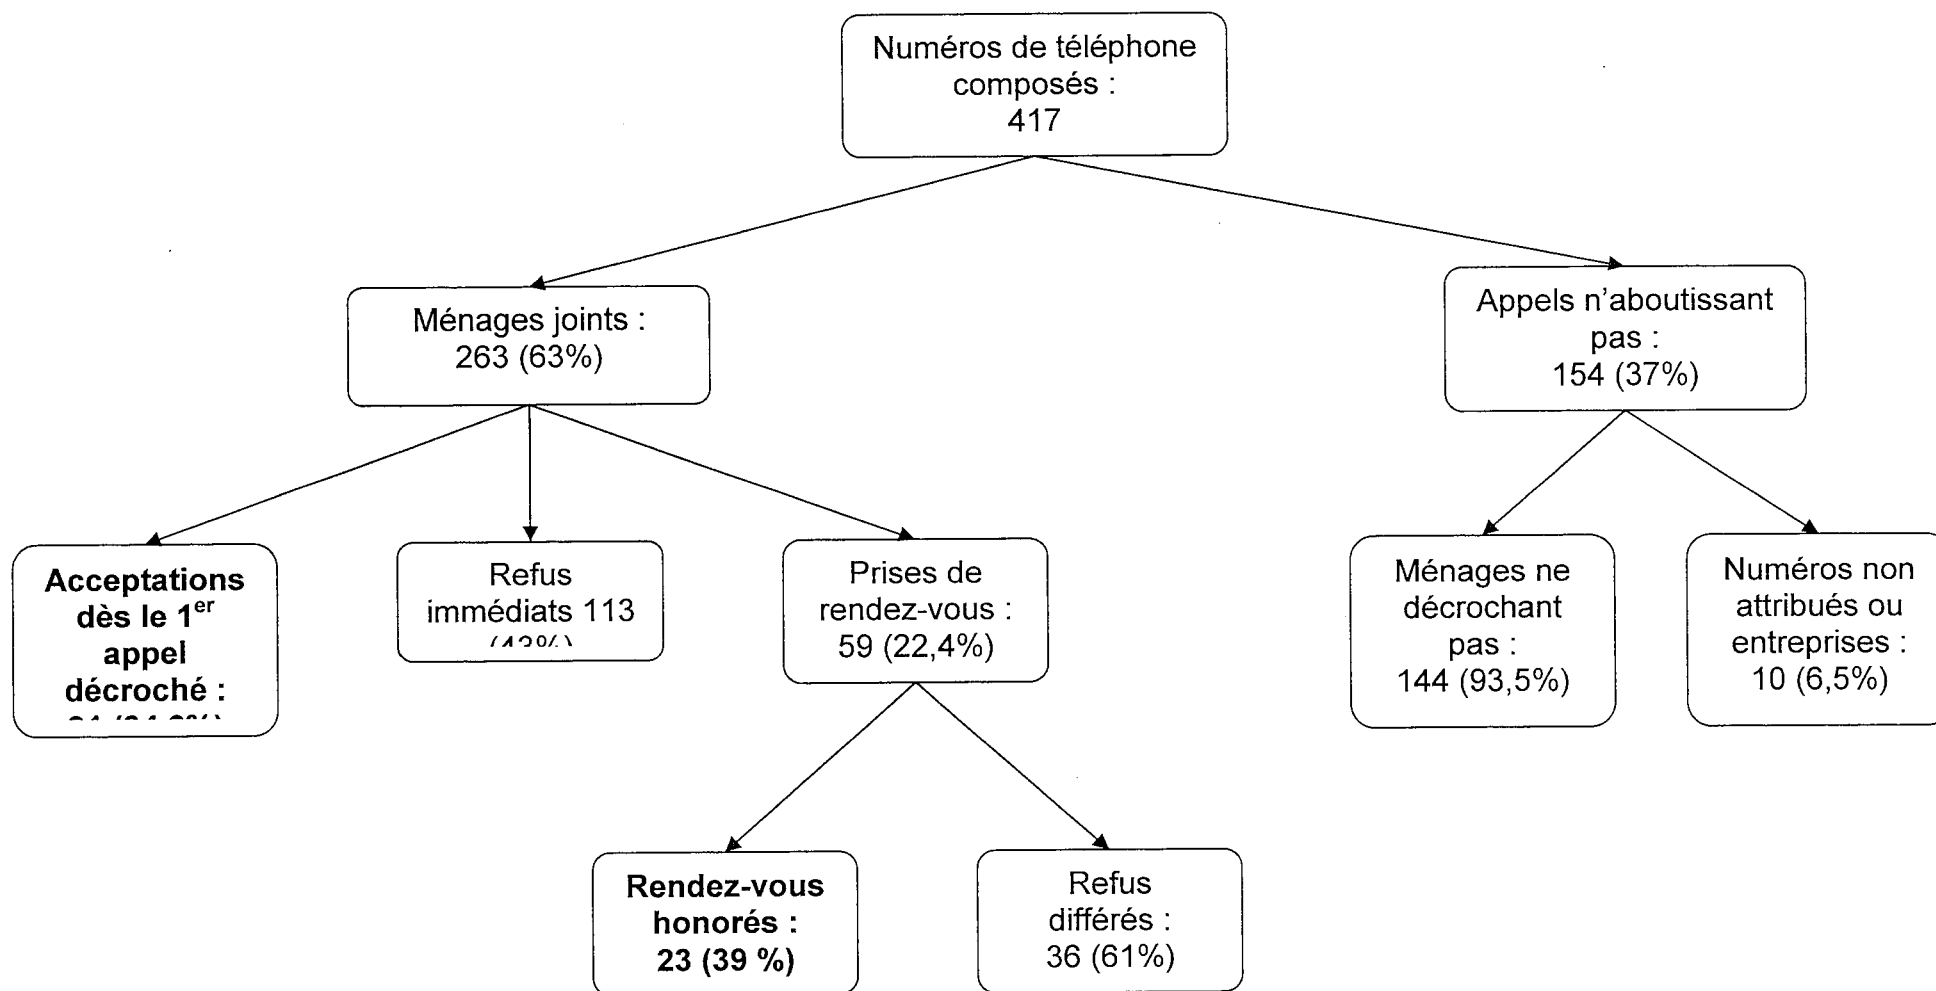 Numéros de téléphone
composés :
417
Ménages joints :
263 (63%)
Appels n’aboutissant
pas :
154 (37%)
Acceptations
dès le 1er
appel
décroché :
Refus
immédiats 113
Prises de
rendez-vous :
59 (22,4%)
Ménages ne
décrochant
pas :
144 (93,5%)
Numéros non
attribués ou
entreprises :
10 (6,5%)
Rendez-vous
honorés :
23 (39 %)
Refus
différés :
36 (61%)